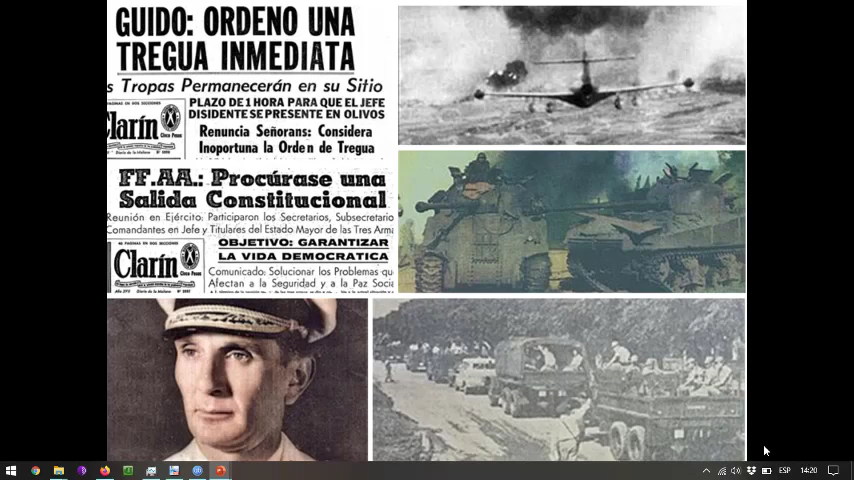 GUIDO: ORDENO UNA
TREGUA INMEDIATA
s Tropas Permanecerán en su Sitio
PLAZO DE 1 HORA PARA QUE EL JEFE
DISIDENTE SE PRESENTE EN OLIVOS
Clarín
Renuncia Señorans: Considera
Inoportuna la Orden de Tregua
FF.AA.: Procúrase una
Salida Constitucional
Reunión en Ejército: Participaron los Secretarios, Subsecretario
Comandantes en Jefe y Titulares del Estado Mayor de las Tres Arma
OBJETIVO: GARANTIZAR
LA VIDA DEMOCRATICA
Clarín
Comunicado: Solucionar los Problemas qu
Afectan a la Seguridad y a la Paz Socia
ESP
14:20